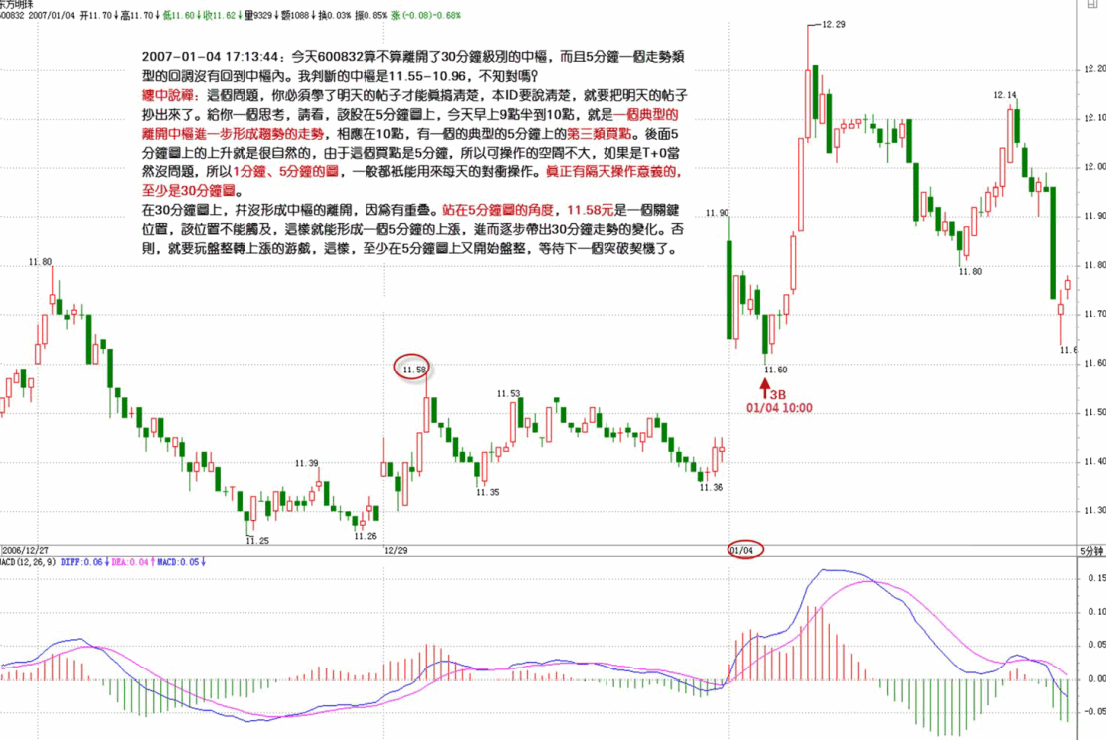 东方明珠
600832 2007/01/04 开11.70↓高11.70↓低11.60↓收11.62↓量9329↓额1088↓换0.03% 振0.85% 涨(-0.08)-0.68%
2007-01-04 17:13:44：今天600832算不算離開了30分鐘級別的中樞，而且5分鐘一個走勢類
型的回調沒有回到中樞內。我判斷的中樞是11.55-10.96，不知對嗎？
纏中說禪：這個問題，你必須學了明天的帖子才能眞搞清楚，本ID要說清楚，就要把明天的帖子
抄出來了。給你一個思考，請看，該股在5分鐘圖上，今天早上9點半到10點，就是一個典型的
離開中樞進一步形成趨勢的走勢，相應在10點，有一個的典型的5分鐘上的第三類買點。後面5
分鐘圖上的上升就是很自然的，由于這個買點是5分鐘，所以可操作的空間不大，如果是T+0當
然沒問題，所以1分鐘、5分鐘的圖，一般都祇能用來每天的對衝操作。眞正有隔天操作意義的，
至少是30分鐘圖。
在30分鐘圖上，幷沒形成中樞的離開，因爲有重疊。站在5分鐘圖的角度，11.58元是一個關鍵
位置，該位置不能觸及，這樣就能形成一個5分鐘的上漲，進而逐步帶出30分鐘走勢的變化。否
則，就要玩盤整轉上漲的游戲，這樣，至少在5分鐘圖上又開始盤整，等待下一個突破契機了。
12.29
12.20
12.14
12.10
12.00
11.90
11.90
11.80
11.80
11.80
11.70
11.6
11.60
11.60
11.58
3B
01/04 10:00
11.53
11.50
11.39
11.40
11.35
11.36
11.30
11.25
11.26
2006/12/27
12/29
01/04
5分钟
MACD(12,26,9) DIFF:0.06↓DEA:0.04↑MACD:0.05↓
0.15
0.10
0.05
0.00
-0.05